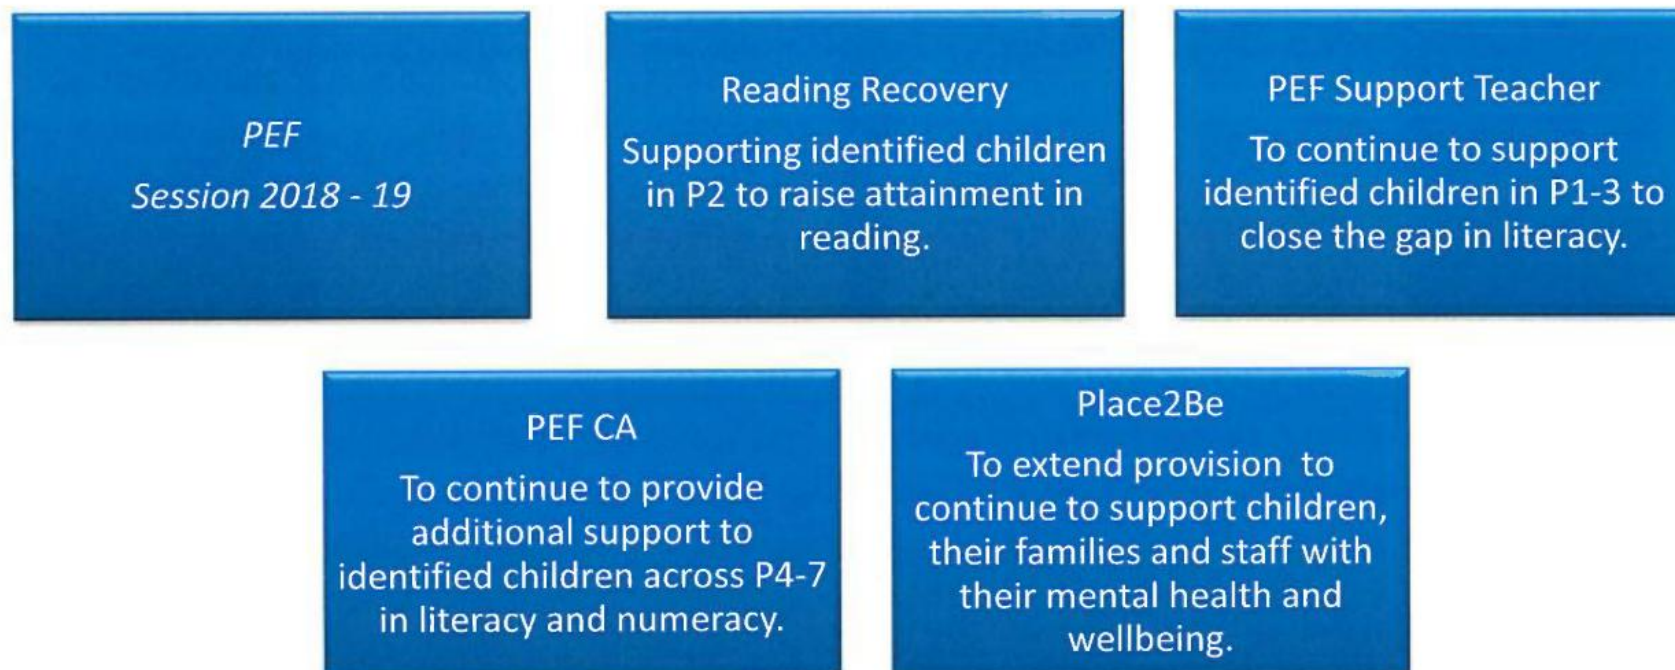 PEF
Session 2018 - 19
Reading Recovery
Supporting identified children
in P2 to raise attainment in
reading.
PEF Support Teacher
To continue to support
identified children in P1-3 to
close the gap in literacy.
PEF CA
To continue to provide
additional support to
identified children across P4-7
in literacy and numeracy.
Place2Be
To extend provision to
continue to support children,
their families and staff with
their mental health and
wellbeing.